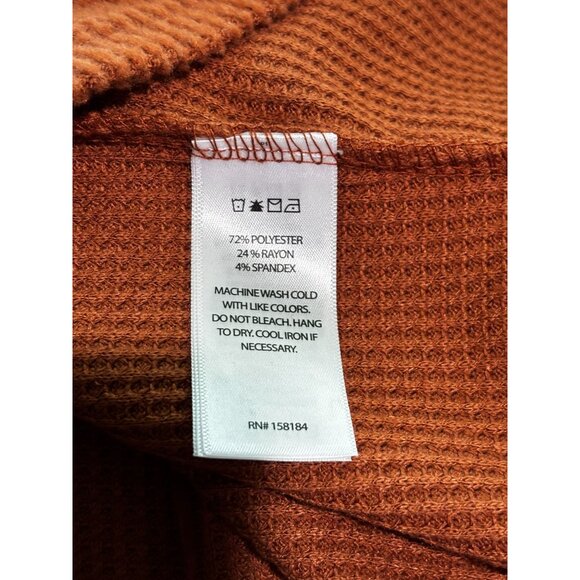 72% POLYESTER
24 % RAYON
4% SPANDEX
MACHINE WASH COLD
WITH LIKE COLORS.
DO NOT BLEACH. HANG
TO DRY. COOL IRON IF
NECESSARY.
RN# 158184